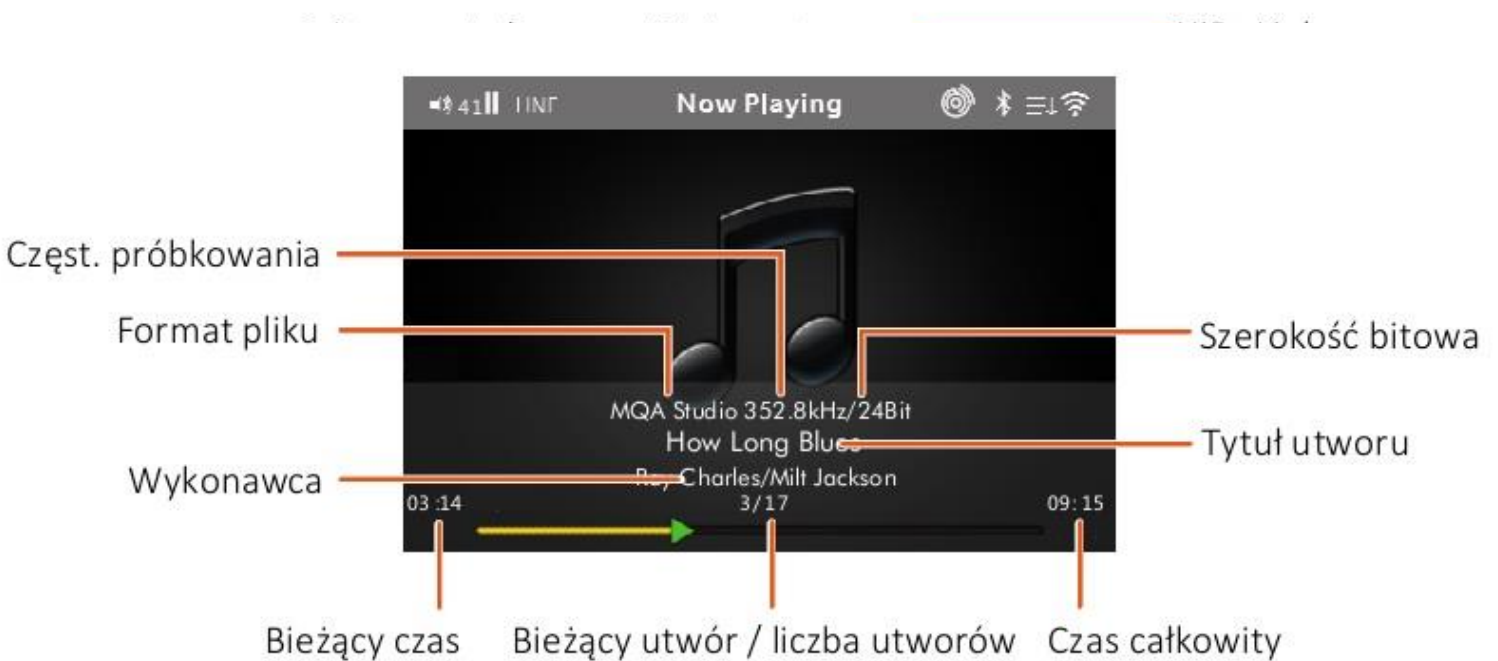 41 Now Playing
Częst. próbkowania
Format pliku
Szerokość bitowa
MQA Studio 352.8kHz/24Bit
How Long Blues
Tytuł utworu
Wykonawca
Ray Charles/Milt Jackson
03:14 3/17 09:15
Bieżący czas Bieżący utwór / liczba utworów Czas całkowity